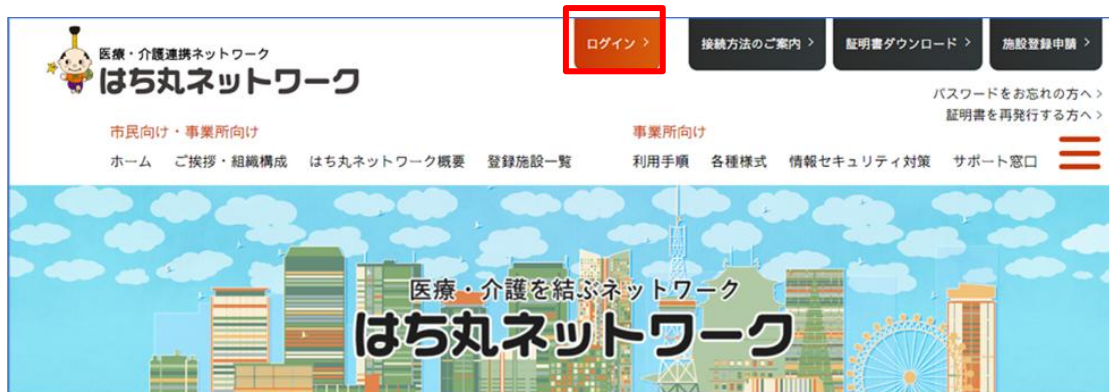 ログイン >
接続方法のご案内 >
証明書ダウンロード >
施設登録申請 >
医療・介護連携ネットワーク
はち丸ネットワーク
パスワードをお忘れの方へ >
証明書を再発行する方へ >
市民向け・事業所向け
ホーム ご挨拶・組織構成 はち丸ネットワーク概要 登録施設一覧
事業所向け
利用手順 各種様式 情報セキュリティ対策 サポート窓口
医療・介護を結ぶネットワーク
はち丸ネットワーク